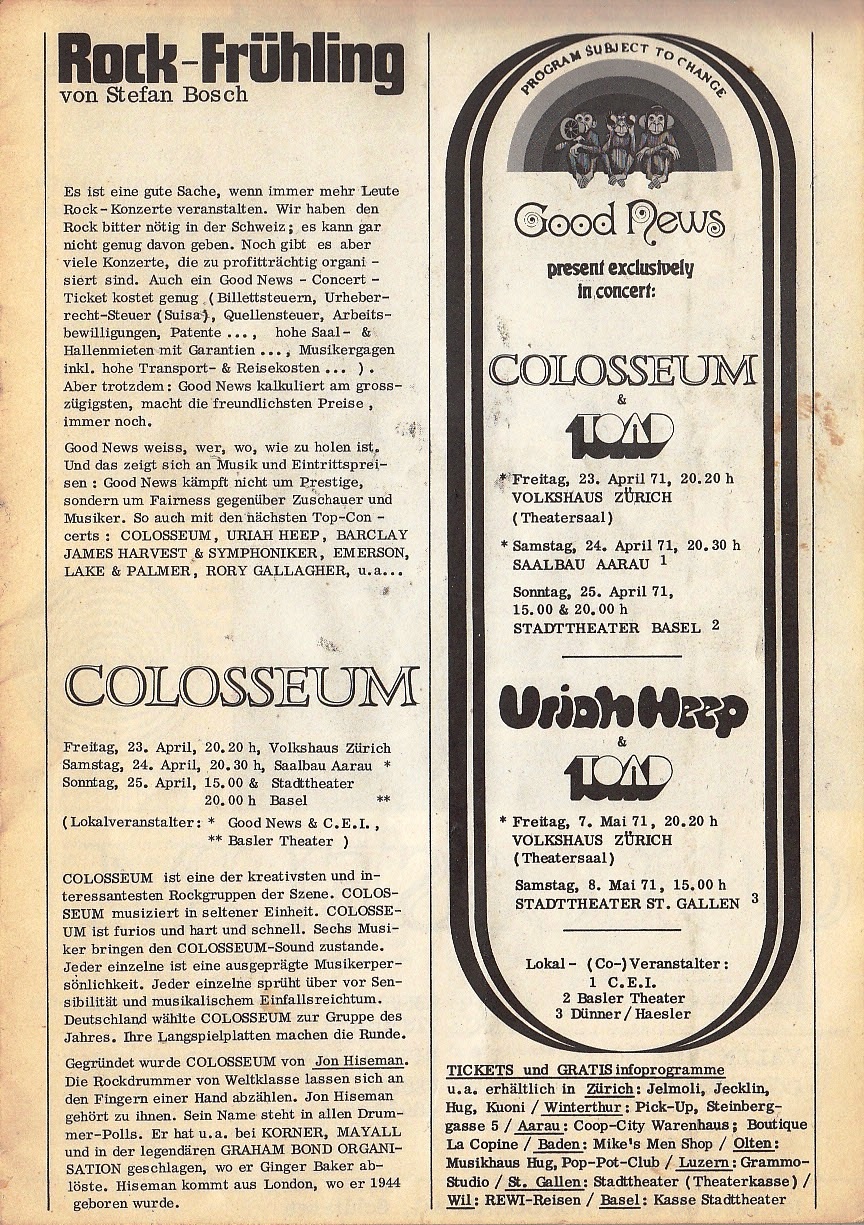 Rock-Frühling
von Stefan Bosch
Es ist eine gute Sache, wenn immer mehr Leute
Rock-Konzerte veranstalten. Wir haben den
Rock bitter nötig in der Schweiz; es kann gar
nicht genug davon geben. Noch gibt es aber
viele Konzerte, die zu profitträchtig organi -
siert sind. Auch ein Good News - Concert -
Ticket kostet genug (Billettsteuern, Urheber-
recht-Steuer (Suisa), Quellensteuer, Arbeits-
bewilligungen, Patente ..., hohe Saal- &
Hallenmieten mit Garantien ..., Musikergagen
inkl. hohe Transport- & Reisekosten ... ) .
Aber trotzdem: Good News kalkuliert am gross-
zügigsten, macht die freundlichsten Preise ,
immer noch.
Good News weiss, wer, wo, wie zu holen ist.
Und das zeigt sich an Musik und Eintrittsprei-
sen : Good News kämpft nicht um Prestige,
sondern um Fairness gegenüber Zuschauer und
Musiker. So auch mit den nächsten Top-Con -
certs : COLOSSEUM, URIAH HEEP, BARCLAY
JAMES HARVEST & SYMPHONIKER, EMERSON,
LAKE & PALMER, RORY GALLAGHER, u.a...
COLOSSEUM
Freitag, 23. April, 20.20 h, Volkshaus Zürich
Samstag, 24. April, 20.30 h, Saalbau Aarau *
Sonntag, 25. April, 15.00 & Stadttheater
20.00 h Basel **
(Lokalveranstalter: * Good News & C.E.I. ,
** Basler Theater )
COLOSSEUM ist eine der kreativsten und in-
teressantesten Rockgruppen der Szene. COLOS-
SEUM musiziert in seltener Einheit. COLOSSE-
UM ist furios und hart und schnell. Sechs Musi-
ker bringen den COLOSSEUM-Sound zustande.
Jeder einzelne ist eine ausgeprägte Musikerper-
sönlichkeit. Jeder einzelne sprüht über vor Sen-
sibilität und musikalischem Einfallsreichtum.
Deutschland wählte COLOSSEUM zur Gruppe des
Jahres. Ihre Langspielplatten machen die Runde.
Gegründet wurde COLOSSEUM von Jon Hiseman.
Die Rockdrummer von Weltklasse lassen sich an
den Fingern einer Hand abzählen. Jon Hiseman
gehört zu ihnen. Sein Name steht in allen Drum-
mer-Polls. Er hat u.a. bei KORNER, MAYALL
und in der legendären GRAHAM BOND ORGANI-
SATION geschlagen, wo er Ginger Baker ab-
löste. Hiseman kommt aus London, wo er 1944
geboren wurde.
PROGRAM SUBJECT TO CHANGE
Good News
present exclusively
in concert:
COLOSSEUM
&
TOAD
* Freitag, 23. April 71, 20.20 h
VOLKSHAUS ZÜRICH
(Theatersaal)
* Samstag, 24. April 71, 20.30 h
SAALBAU AARAU 1
Sonntag, 25. April 71,
15.00 & 20.00 h
STADTTHEATER BASEL 2
Uriah Heep
&
TOAD
* Freitag, 7. Mai 71, 20.20 h
VOLKSHAUS ZÜRICH
(Theatersaal)
Samstag, 8. Mai 71, 15.00 h
STADTTHEATER ST. GALLEN 3
Lokal- (Co-)Veranstalter:
1 C.E.I.
2 Basler Theater
3 Dünner/Haesler
TICKETS und GRATISinfoprogramme
u.a. erhältlich in Zürich: Jelmoli, Jecklin,
Hug, Kuoni / Winterthur: Pick-Up, Steinberg-
gasse 5 / Aarau: Coop-City Warenhaus; Boutique
La Copine / Baden: Mike's Men Shop / Olten:
Musikhaus Hug, Pop-Pot-Club / Luzern: Grammo-
Studio / St. Gallen: Stadttheater (Theaterkasse) /
Wil: REWI-Reisen / Basel: Kasse Stadttheater